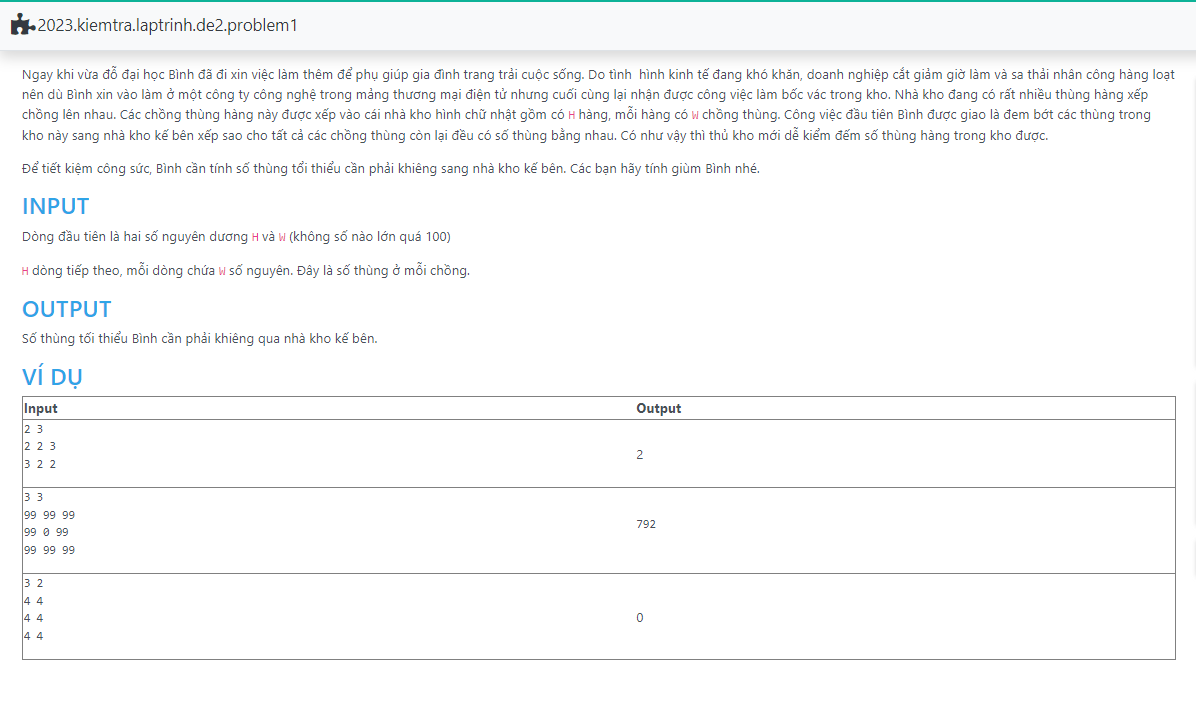 2023.kiemtra.laptrinh.de2.problem1
Ngay khi vừa đỗ đại học Bình đã đi xin việc làm thêm để phụ giúp gia đình trang trải cuộc sống. Do tình hình kinh tế đang khó khăn, doanh nghiệp cắt giảm giờ làm và sa thải nhân công hàng loạt
nên dù Bình xin vào làm ở một công ty công nghệ trong mảng thương mại điện tử nhưng cuối cùng lại nhận được công việc làm bốc vác trong kho. Nhà kho đang có rất nhiều thùng hàng xếp
chồng lên nhau. Các chồng thùng hàng này được xếp vào cái nhà kho hình chữ nhật gồm có H hàng, mỗi hàng có W chồng thùng. Công việc đầu tiên Bình được giao là đem bớt các thùng trong
kho này sang nhà kho kế bên xếp sao cho tất cả các chồng thùng còn lại đều có số thùng bằng nhau. Có như vậy thì thủ kho mới dễ kiểm đếm số thùng hàng trong kho được.
Để tiết kiệm công sức, Bình cần tính số thùng tổi thiểu cần phải khiêng sang nhà kho kế bên. Các bạn hãy tính giùm Bình nhé.
INPUT
Dòng đầu tiên là hai số nguyên dương H và W (không số nào lớn quá 100)
H dòng tiếp theo, mỗi dòng chứa W số nguyên. Đây là số thùng ở mỗi chồng.
OUTPUT
Số thùng tối thiểu Bình cần phải khiêng qua nhà kho kế bên.
VÍ DỤ
Input Output
2 3
2 2 3
3 2 2
2
3 3
99 99 99
99 0 99
99 99 99
792
3 2
4 4
4 4
4 4
0